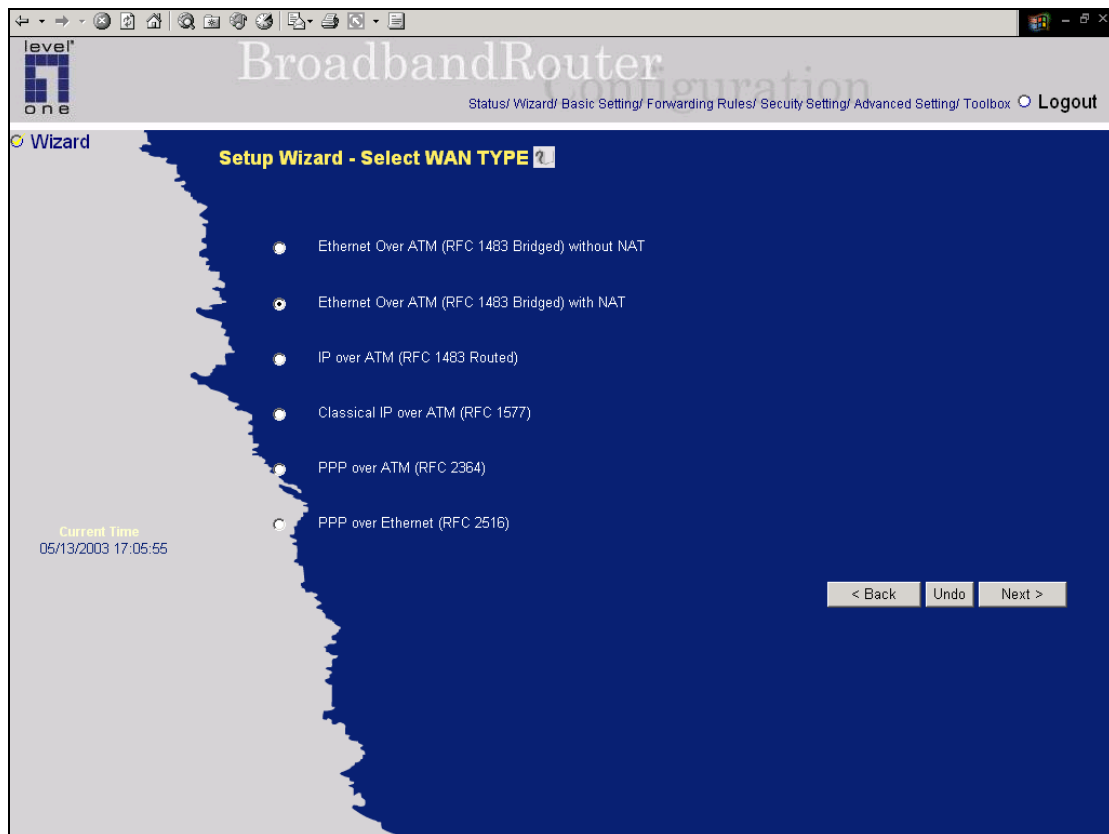 level
one
BroadbandRouter
Configuration
Status/ Wizard/ Basic Setting/ Forwarding Rules/ Secuity Setting/ Advanced Setting/ Toolbox Logout
Wizard
Setup Wizard - Select WAN TYPE
Ethernet Over ATM (RFC 1483 Bridged) without NAT
Ethernet Over ATM (RFC 1483 Bridged) with NAT
IP over ATM (RFC 1483 Routed)
Classical IP over ATM (RFC 1577)
PPP over ATM (RFC 2364)
PPP over Ethernet (RFC 2516)
Current Time
05/13/2003 17:05:55
< Back Undo Next >